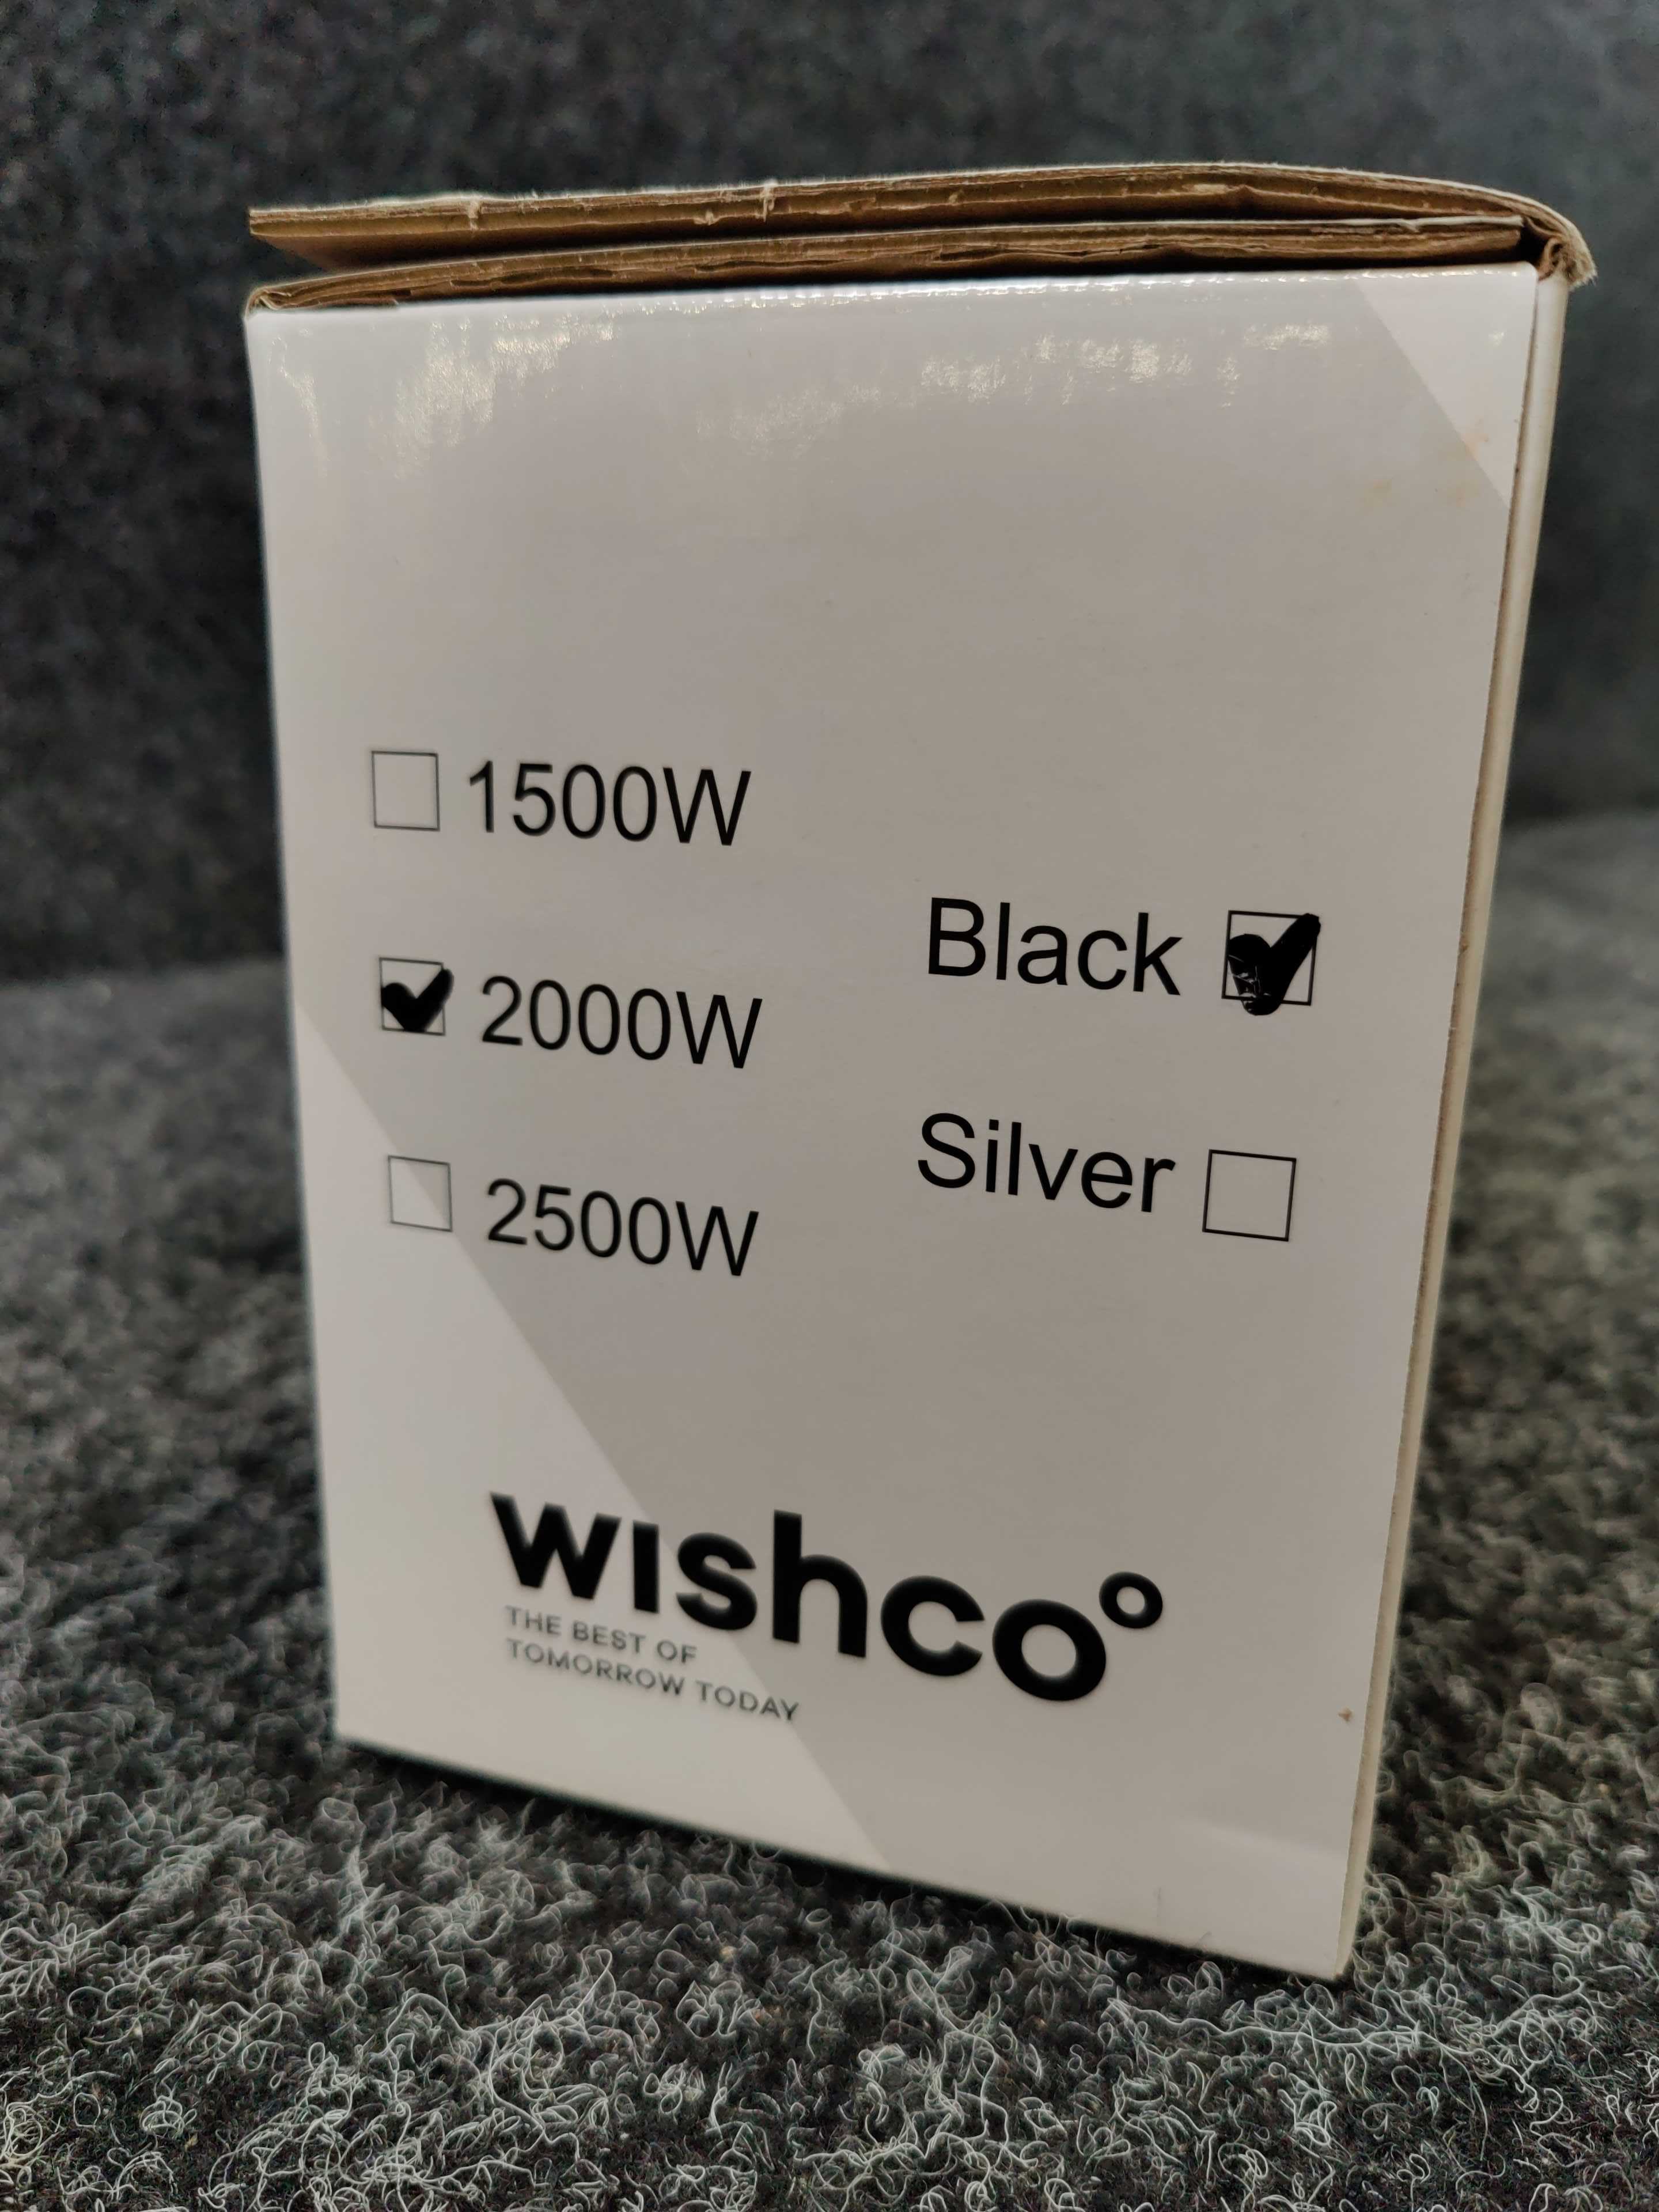 1500W
2000W
2500W
Black
Silver
wishco°
THE BEST OF
TOMORROW TODAY